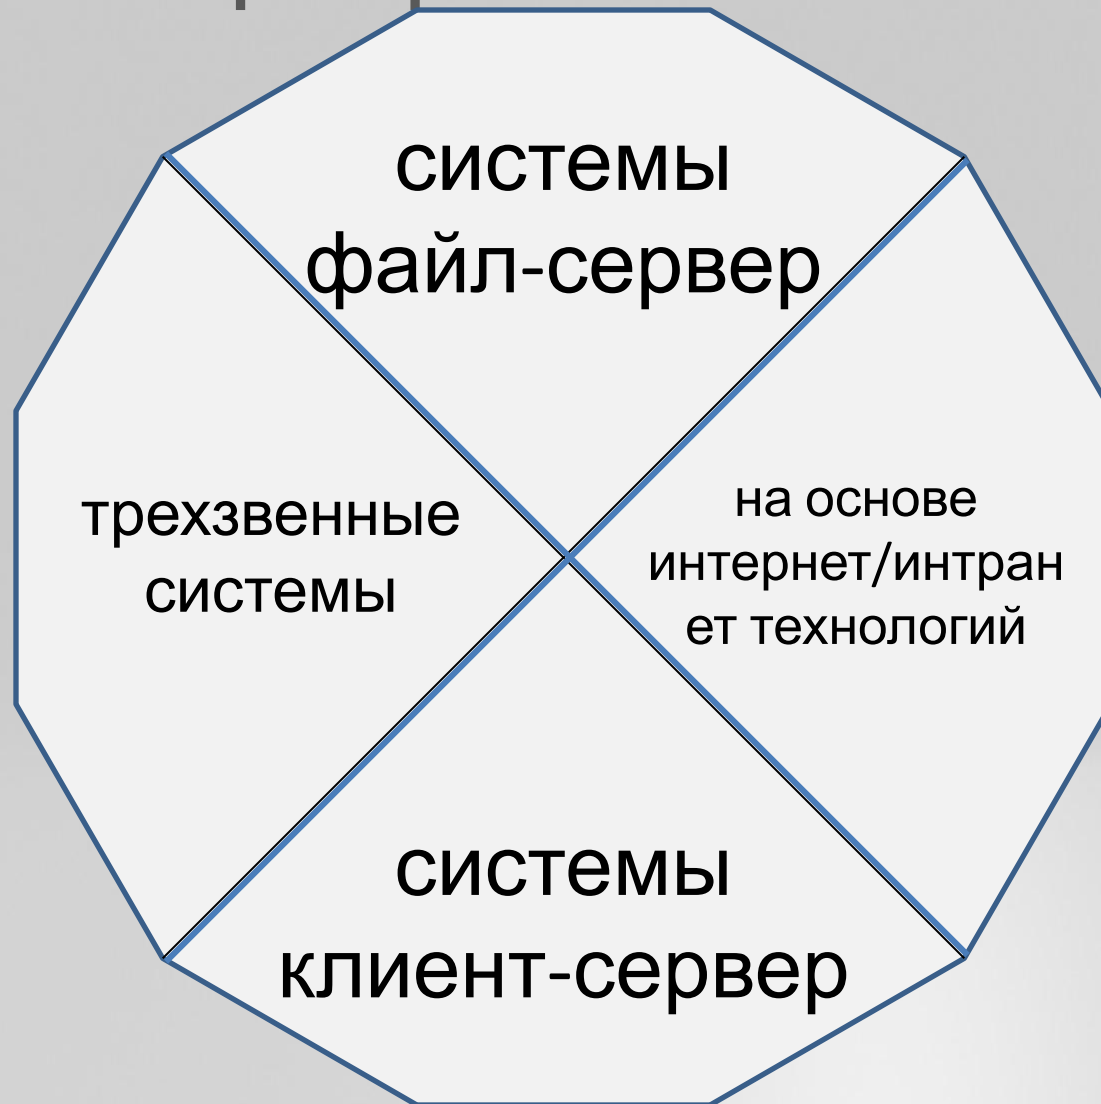 системы
файл-сервер
трехзвенные
системы
на основе
интернет/интран
ет технологий
системы
клиент-сервер